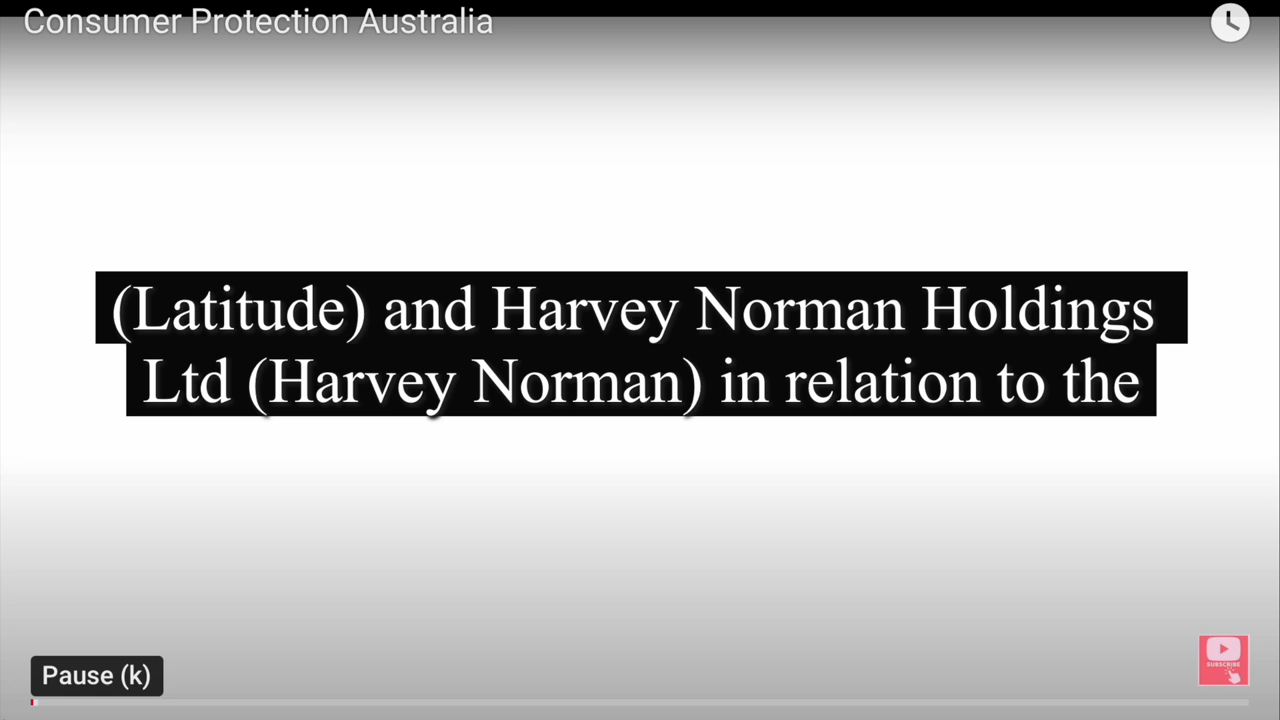 Consumer Protection Australia
(Latitude) and Harvey Norman Holdings
Ltd (Harvey Norman) in relation to the
Pause (k)
SUBSCRIBE